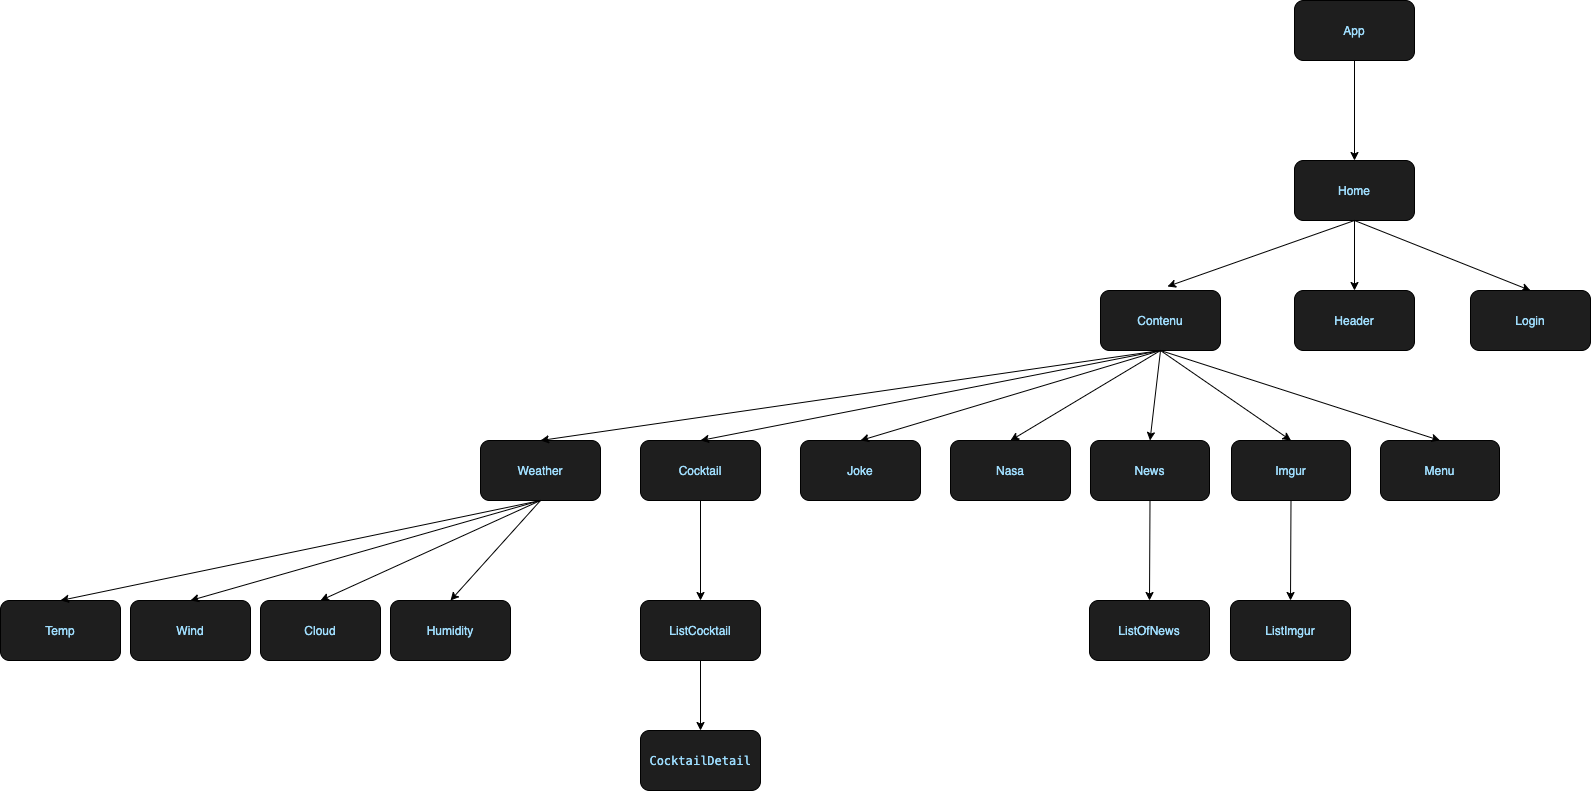 App
Home
Contenu
Header
Login
Weather
Cocktail
Joke
Nasa
News
Imgur
Menu
Temp
Wind
Cloud
Humidity
ListCocktail
ListOfNews
ListImgur
CocktailDetail